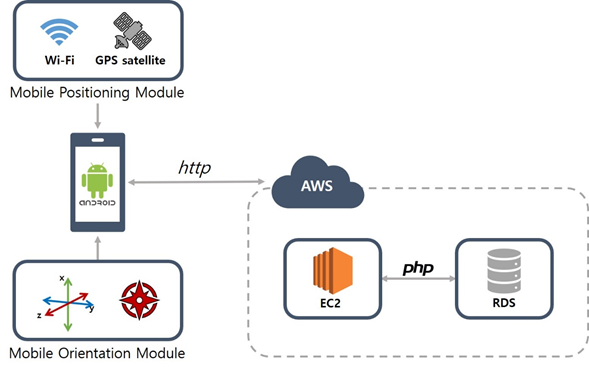 Wi-Fi GPS satellite
Mobile Positioning Module
http
ANDROID
AWS
php
EC2
RDS
x
y
z
Mobile Orientation Module